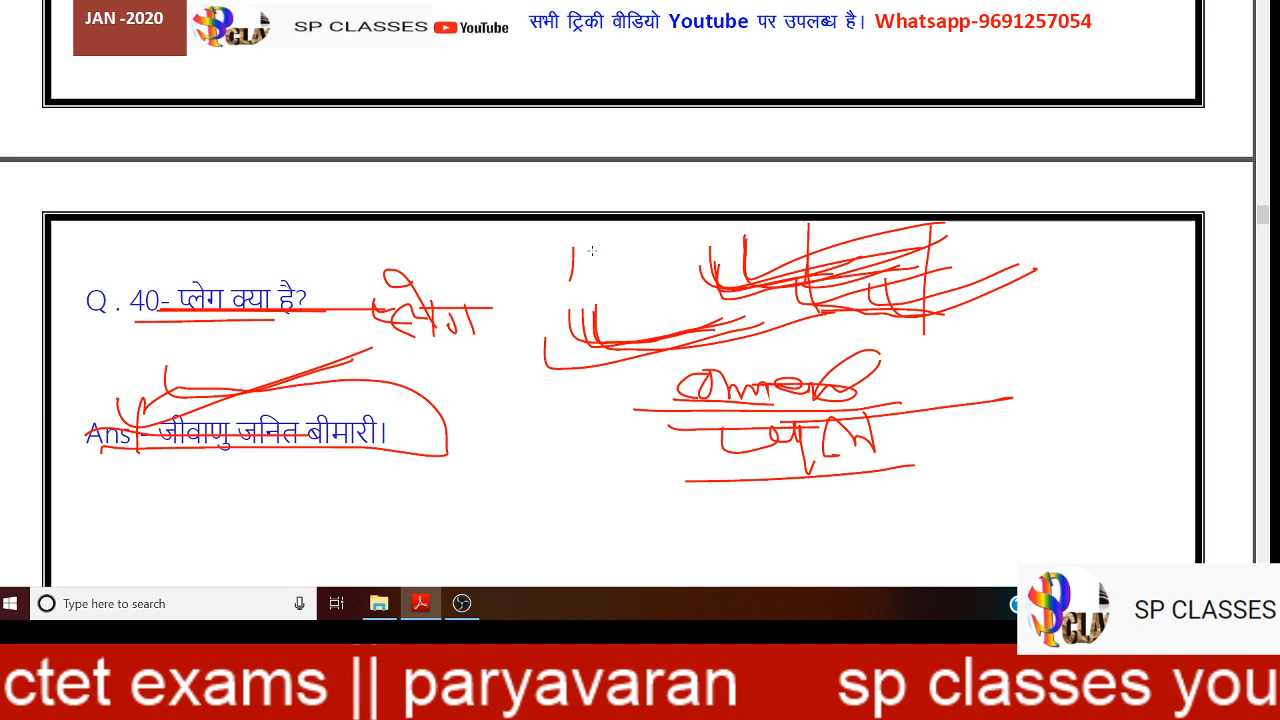 JAN -2020
SP CLASSES YouTube
सभी ट्रिकी वीडियो Youtube पर उपलब्ध है। Whatsapp-9691257054
Q . 40- प्लेग क्या है?
Ans - जीवाणु जनित बीमारी।
Type here to search
SP CLASSES
ctet exams || paryavaran sp classes you